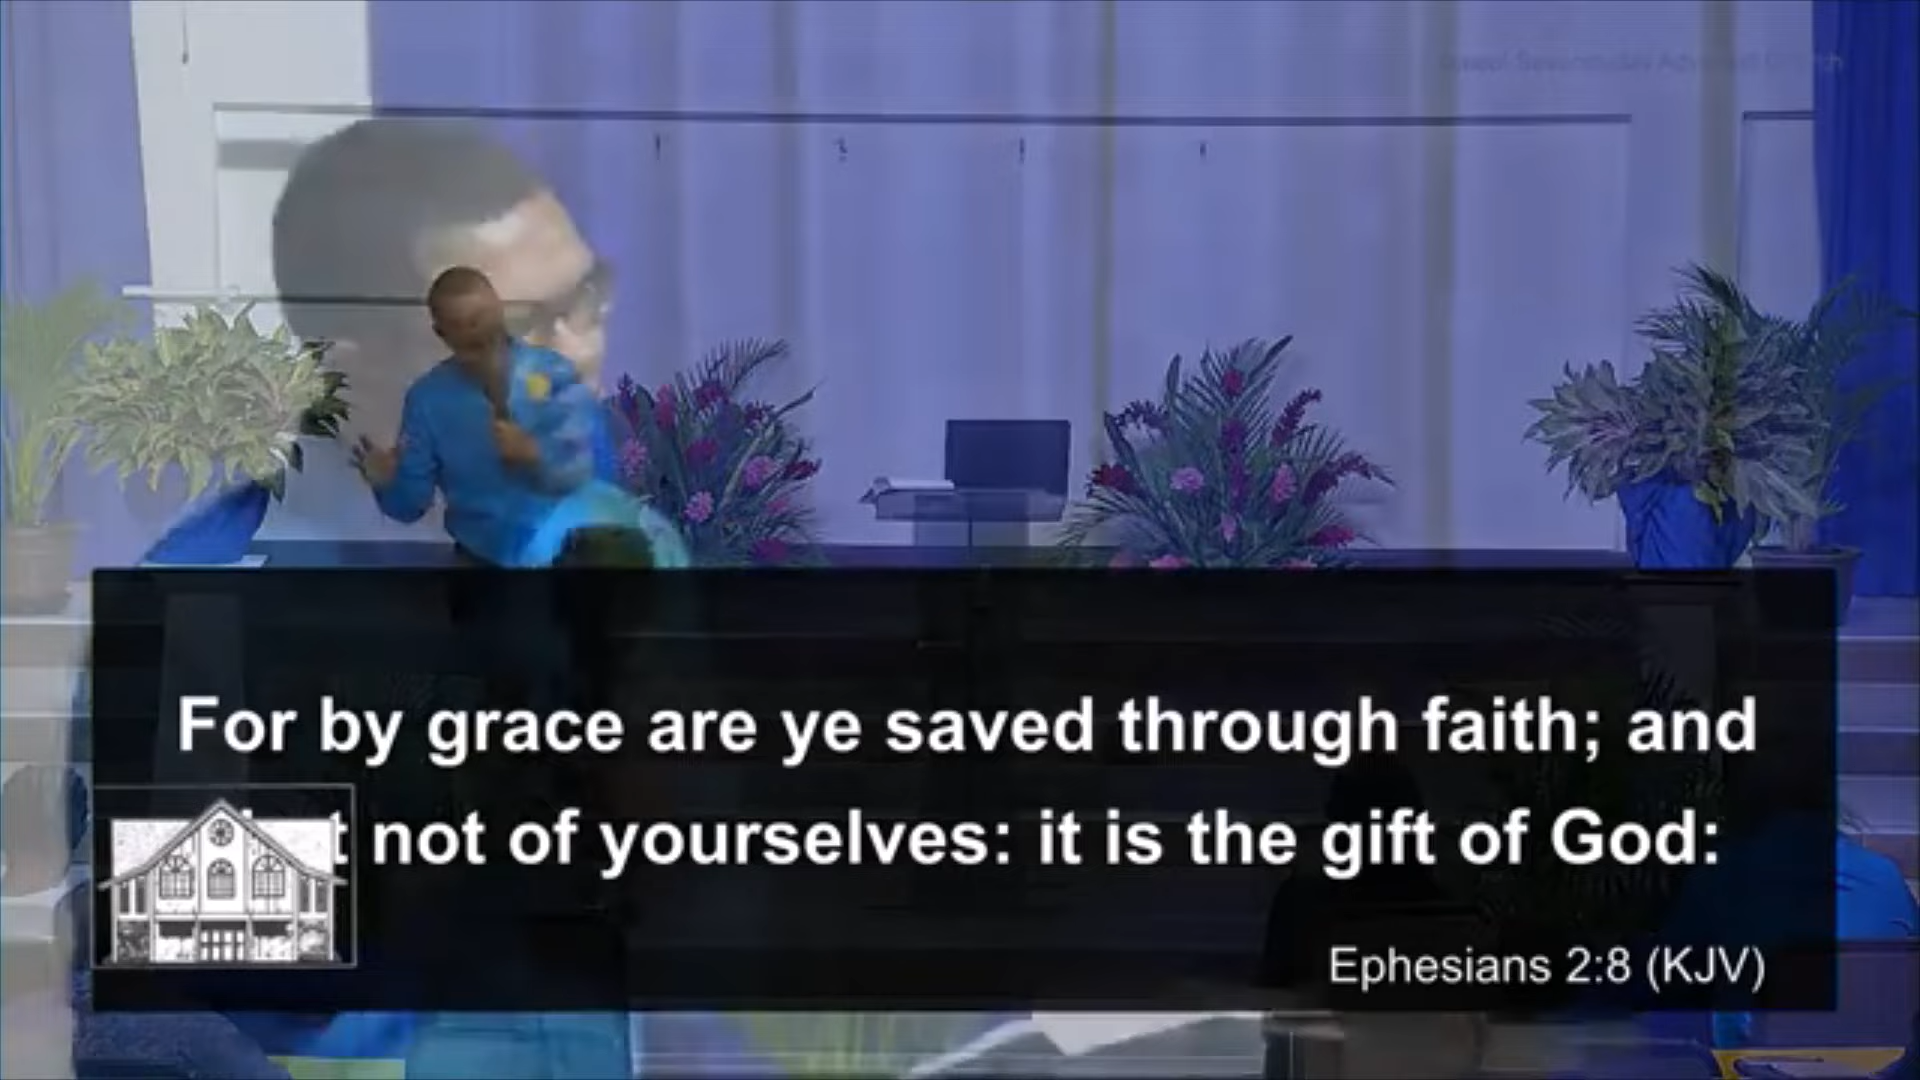 For by grace are ye saved through faith; and
not of yourselves: it is the gift of God:
Ephesians 2:8 (KJV)